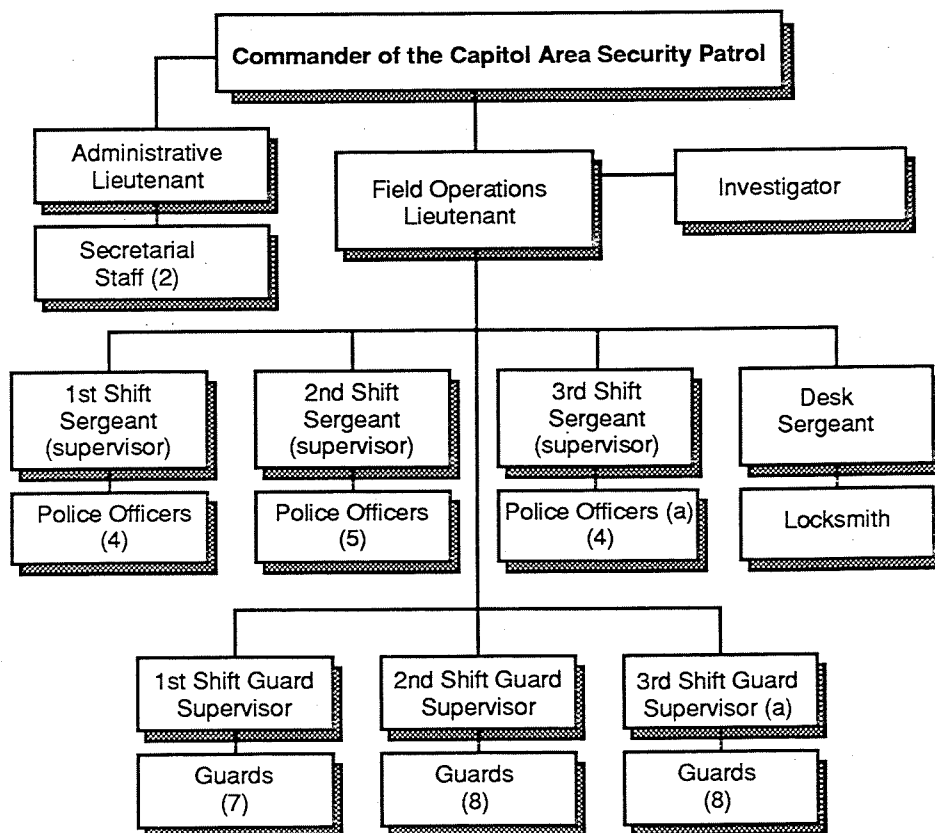 Commander of the Capitol Area Security Patrol
Administrative
Lieutenant
Field Operations
Lieutenant
Investigator
Secretarial
Staff (2)
1st Shift
Sergeant
(supervisor)
2nd Shift
Sergeant
(supervisor)
3rd Shift
Sergeant
(supervisor)
Desk
Sergeant
Police Officers
(4)
Police Officers
(5)
Police Officers (a)
(4)
Locksmith
1st Shift Guard
Supervisor
2nd Shift Guard
Supervisor
3rd Shift Guard
Supervisor (a)
Guards
(7)
Guards
(8)
Guards
(8)